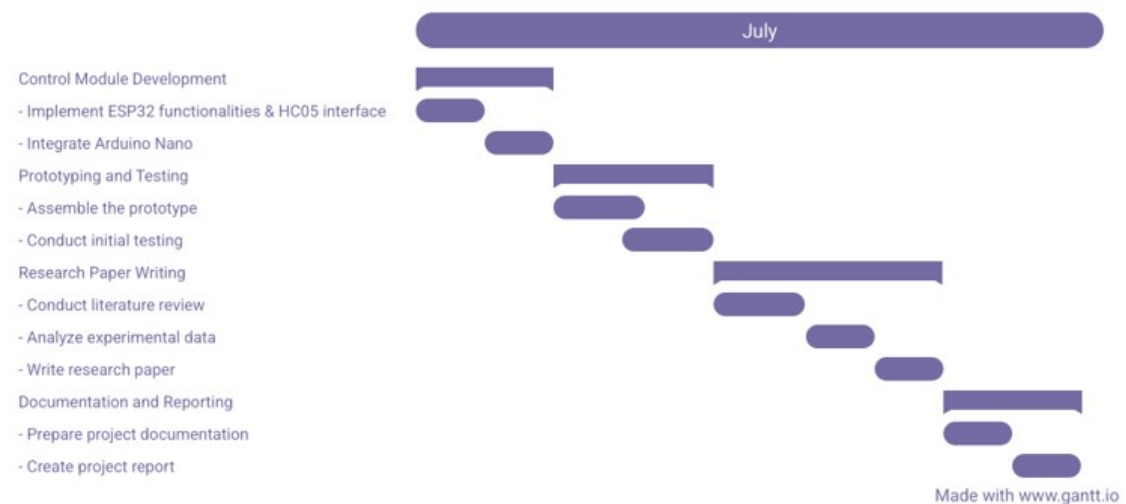 July
Control Module Development
- Implement ESP32 functionalities & HC05 interface
- Integrate Arduino Nano
Prototyping and Testing
- Assemble the prototype
- Conduct initial testing
Research Paper Writing
- Conduct literature review
- Analyze experimental data
- Write research paper
Documentation and Reporting
- Prepare project documentation
- Create project report
Made with www.gantt.io